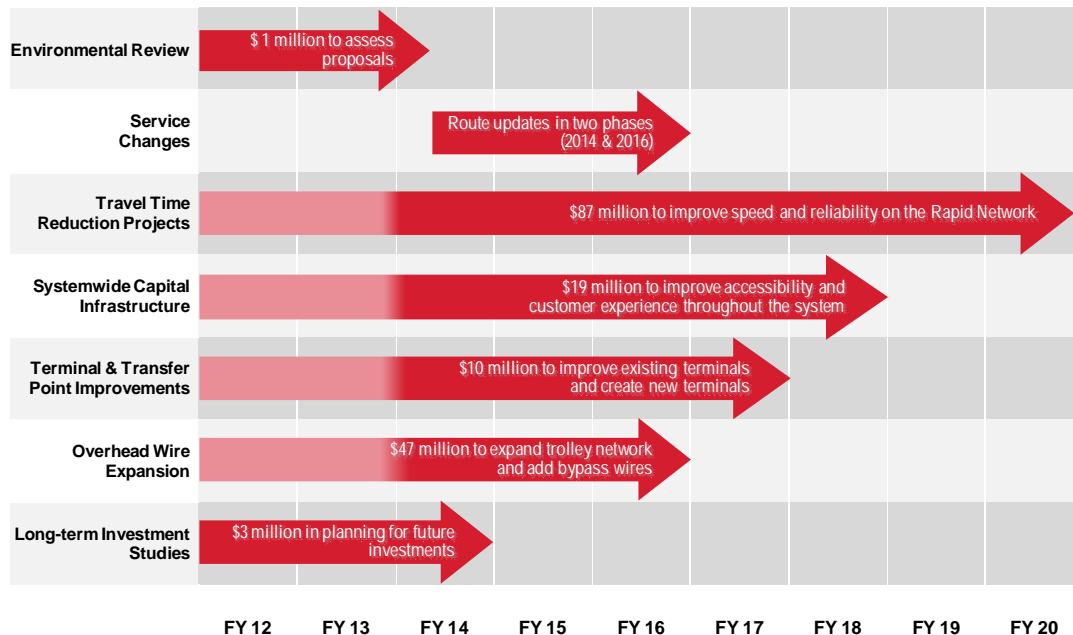 Environmental Review
$ 1 million to assess
proposals
Service
Changes
Route updates in two phases
(2014 & 2016)
Travel Time
Reduction Projects
$87 million to improve speed and reliability on the Rapid Network
Systemwide Capital
Infrastructure
$19 million to improve accessibility and
customer experience throughout the system
Terminal & Transfer
Point Improvements
$10 million to improve existing terminals
and create new terminals
Overhead Wire
Expansion
$47 million to expand trolley network
and add bypass wires
Long-term Investment
Studies
$3 million in planning for future
investments
FY 12 FY 13 FY 14 FY 15 FY 16 FY 17 FY 18 FY 19 FY 20